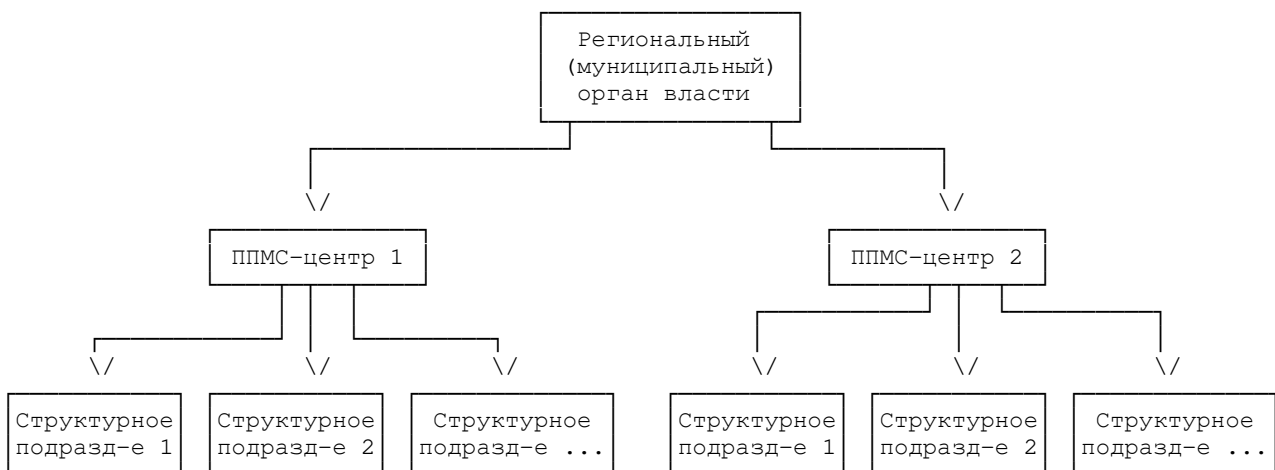 Региональный
(муниципальный)
орган власти
ППМС-центр 1
ППМС-центр 2
Структурное
подразд-е 1
Структурное
подразд-е 2
Структурное
подразд-е ...
Структурное
подразд-е 1
Структурное
подразд-е 2
Структурное
подразд-е ...